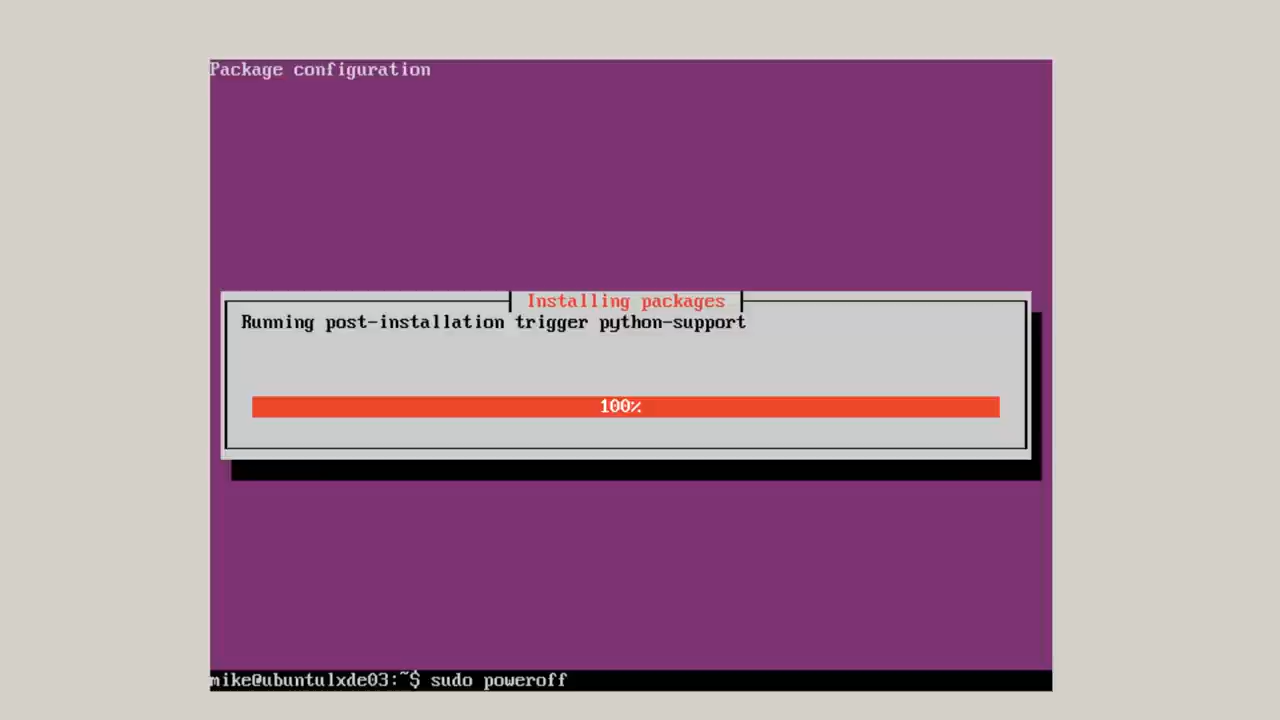 Package configuration
Installing packages
Running post-installation trigger python-support
100%
mike@ubuntulxde03:~$ sudo poweroff